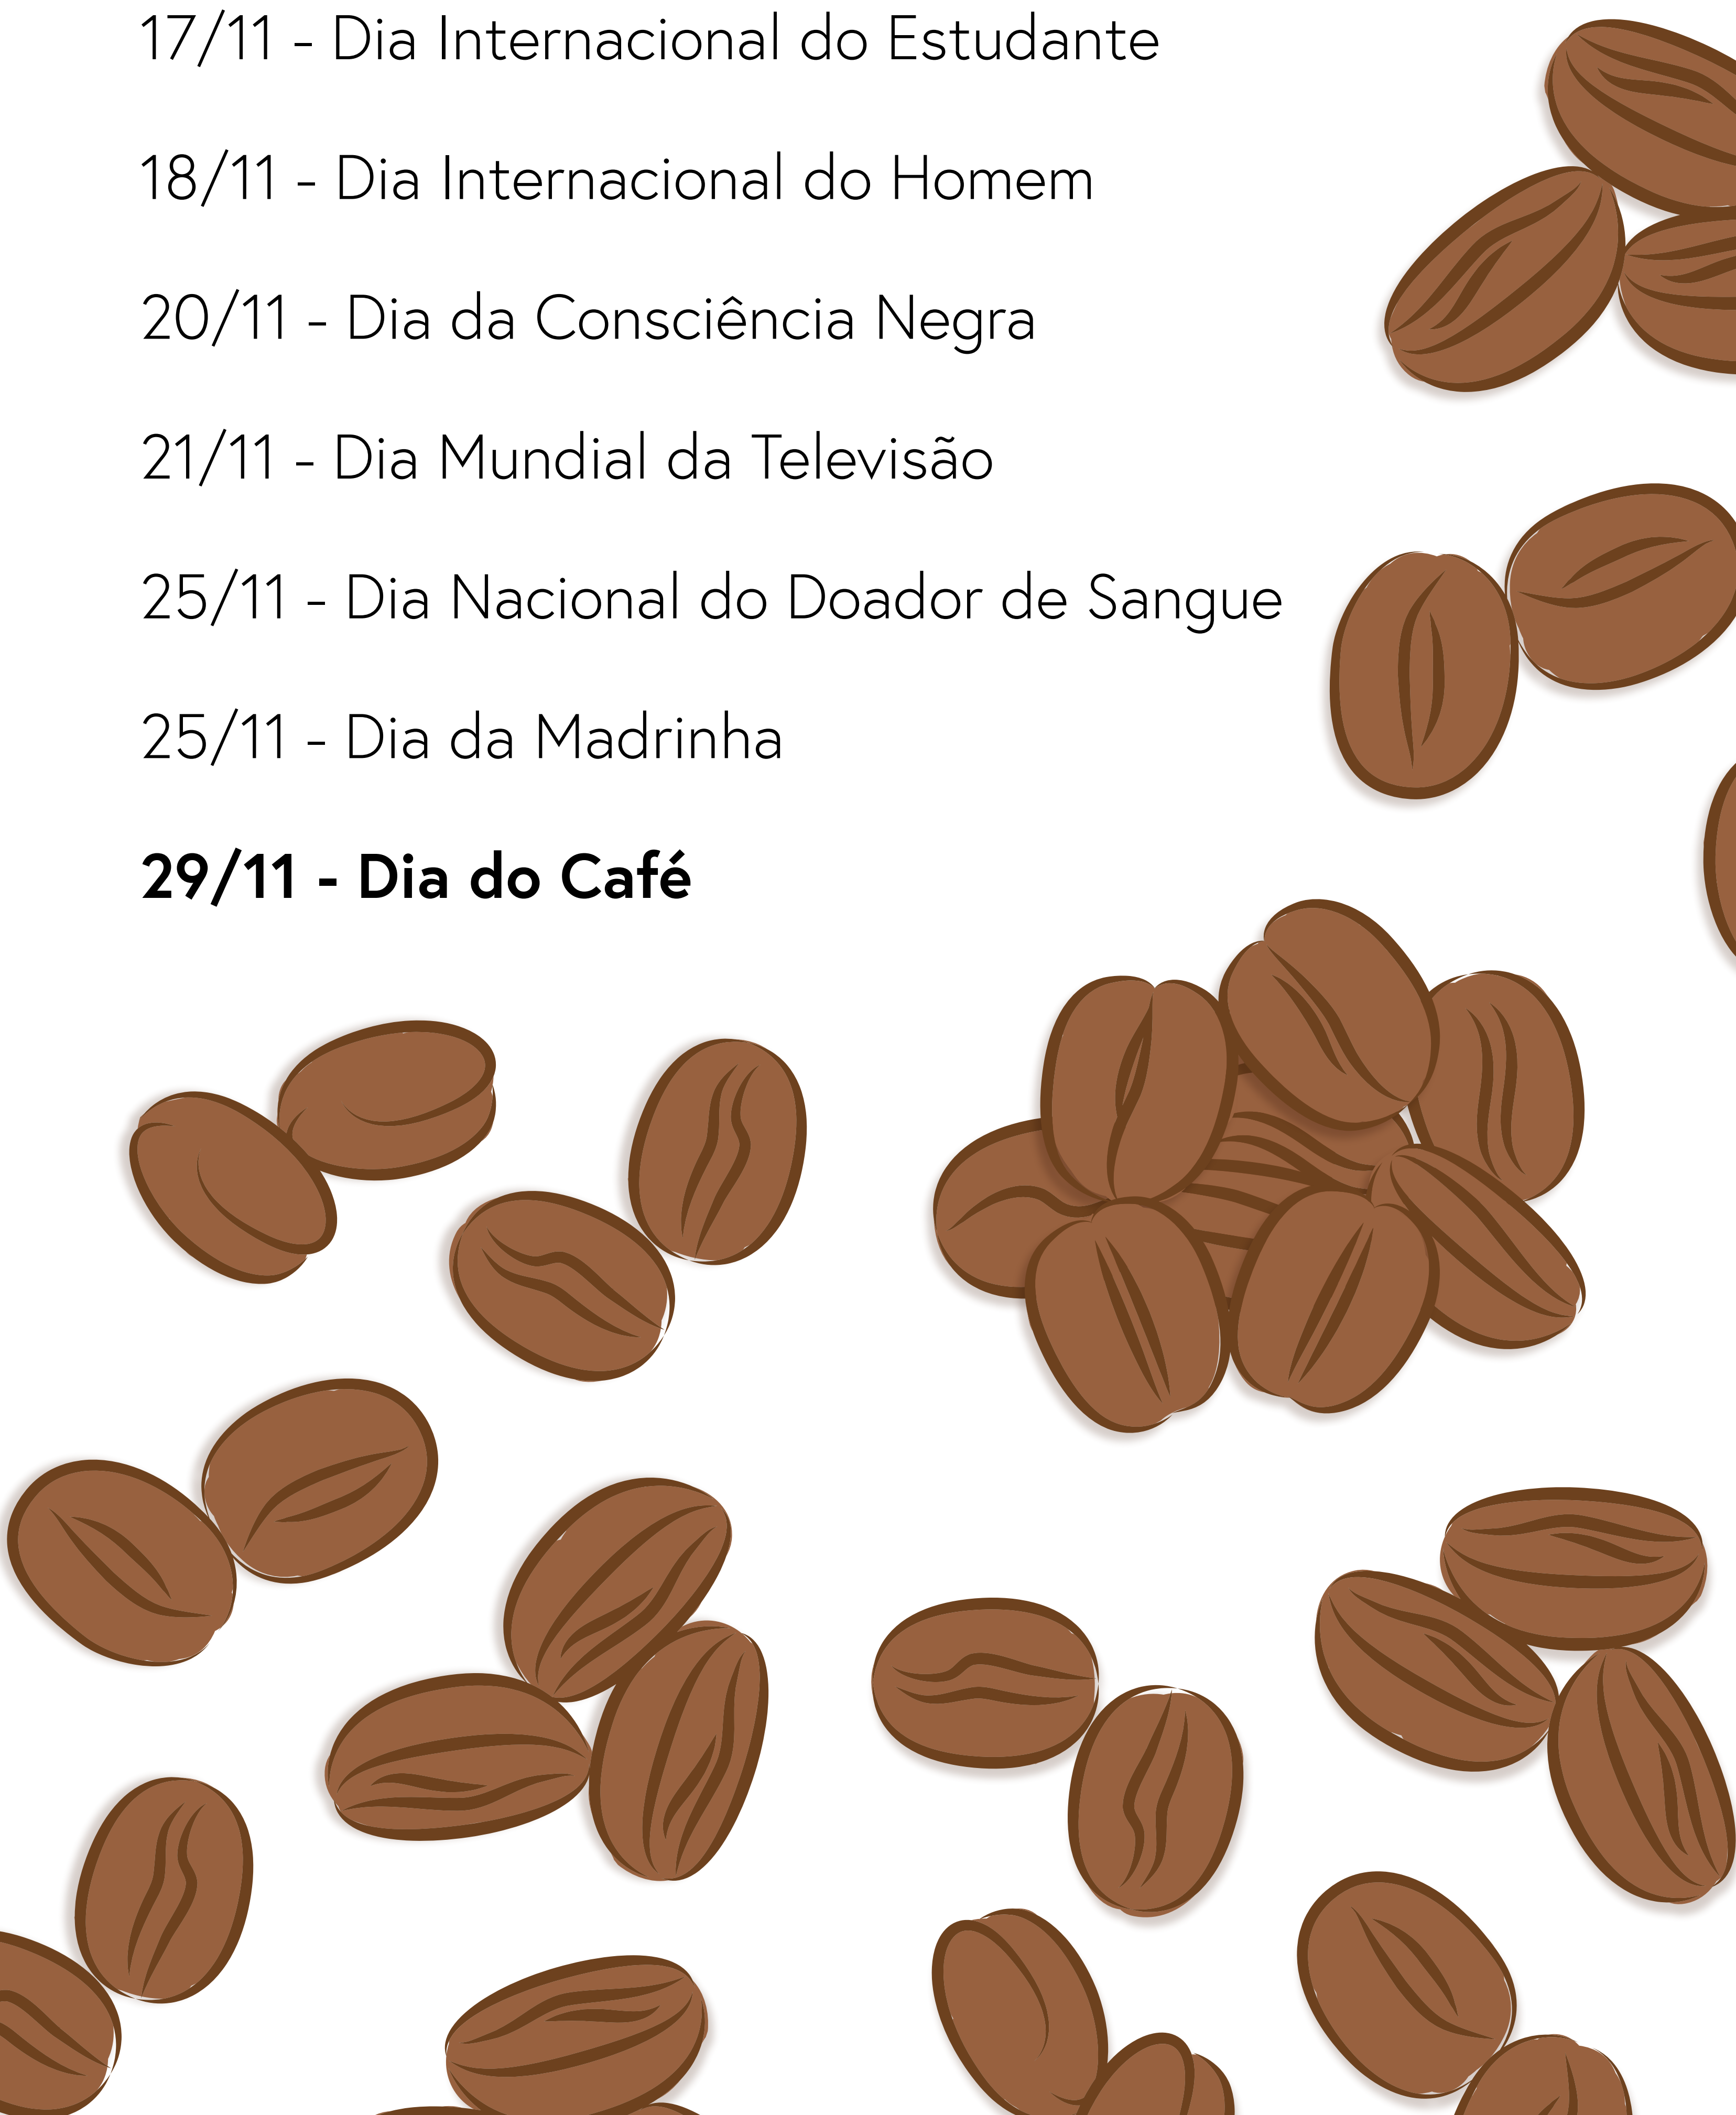 17/11 - Dia Internacional do Estudante
18/11 - Dia Internacional do Homem
20/11 - Dia da Consciência Negra
21/11 - Dia Mundial da Televisão
25/11 - Dia Nacional do Doador de Sangue
25/11 - Dia da Madrinha
29/11 - Dia do Café